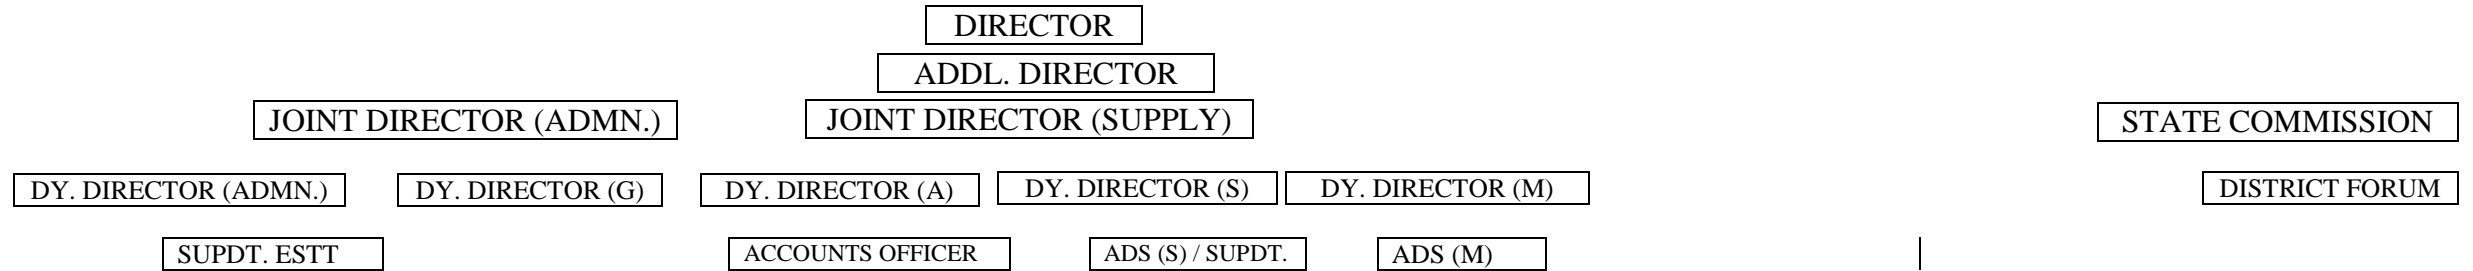 DIRECTOR
ADDL. DIRECTOR
JOINT DIRECTOR (ADMN.) JOINT DIRECTOR (SUPPLY) STATE COMMISSION
DY. DIRECTOR (ADMN.) DY. DIRECTOR (G) DY. DIRECTOR (A) DY. DIRECTOR (S) DY. DIRECTOR (M) DISTRICT FORUM
SUPDT. ESTT ACCOUNTS OFFICER ADS (S) / SUPDT. ADS (M)